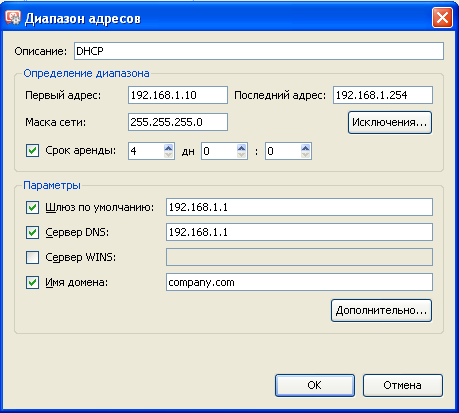 Диапазон адресов
Описание: DHCP
Определение диапазона
Первый адрес: 192.168.1.10 Последний адрес: 192.168.1.254
Маска сети: 255.255.255.0 Исключения...
Срок аренды: 4 дн 0 : 0
Параметры
Шлюз по умолчанию: 192.168.1.1
Сервер DNS: 192.168.1.1
Сервер WINS:
Имя домена: company.com
Дополнительно...
OK Отмена